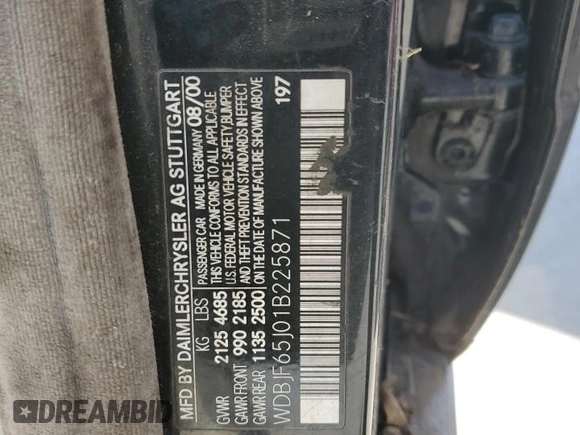 MFD BY DAIMLERCHRYSLER AG STUTTGART
KG LBS PASSENGER CAR MADE IN GERMANY 08/00
GVWR 2125 4685 THIS VEHICLE CONFORMS TO ALL APPLICABLE
GAWR FRONT 990 2185 U.S. FEDERAL MOTOR VEHICLE SAFETY BUMPER
GAWR REAR 1135 2500 AND THEFT PREVENTION STANDARDS IN EFFECT
ON THE DATE OF MANUFACTURE SHOWN ABOVE
WDBJF65J01B225871 197
DREAMBID